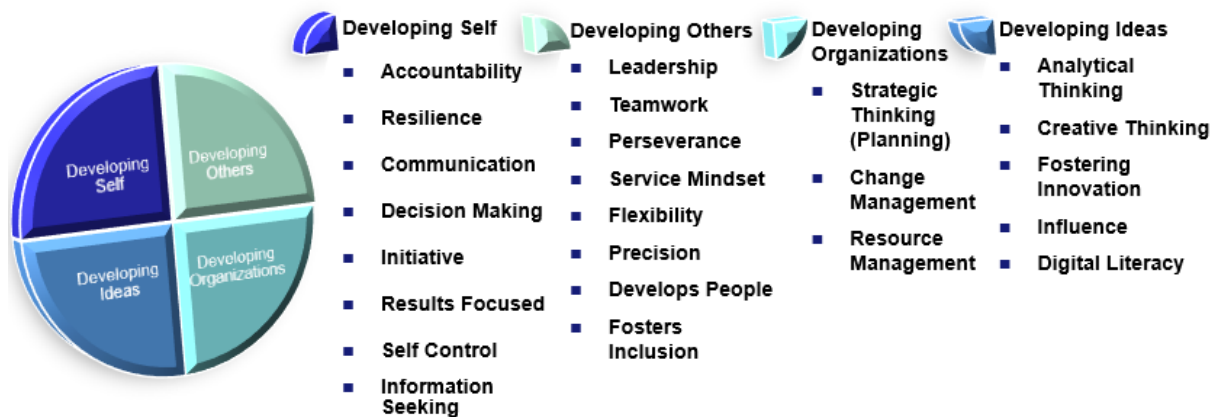 Developing
Self
Developing
Others
Developing
Ideas
Developing
Organizations
Developing Self
Accountability
Resilience
Communication
Decision Making
Initiative
Results Focused
Self Control
Information
Seeking
Developing Others
Leadership
Teamwork
Perseverance
Service Mindset
Flexibility
Precision
Develops People
Fosters
Inclusion
Developing
Organizations
Strategic
Thinking
(Planning)
Change
Management
Resource
Management
Developing Ideas
Analytical
Thinking
Creative Thinking
Fostering
Innovation
Influence
Digital Literacy